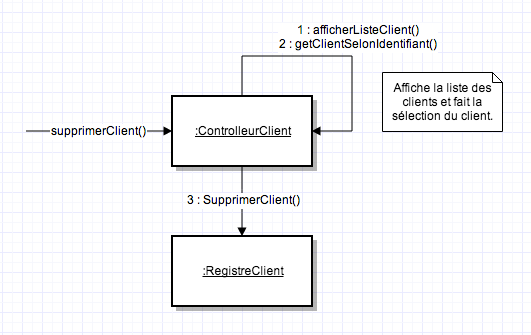 1 : afficherListeClient()
2 : getClientSelonIdentifiant()
Affiche la liste des
clients et fait la
sélection du client.
supprimerClient()
:ControlleurClient
3 : SupprimerClient()
:RegistreClient